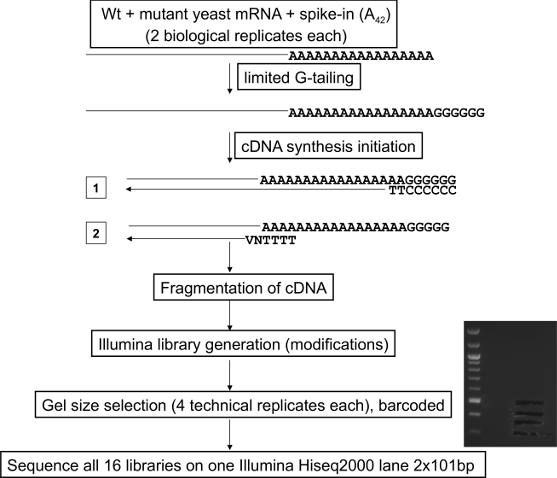 Wt + mutant yeast mRNA + spike-in (A42)
(2 biological replicates each)
AAAAAAAAAAAAAAAAA
limited G-tailing
AAAAAAAAAAAAAAAAAGGGGGG
cDNA synthesis initiation
1
AAAAAAAAAAAAAAAAAGGGGGG
TTCCCCCC
2
AAAAAAAAAAAAAAAAAGGGGG
VNTTTT
Fragmentation of cDNA
Illumina library generation (modifications)
Gel size selection (4 technical replicates each), barcoded
Sequence all 16 libraries on one Illumina Hiseq2000 lane 2x101bp